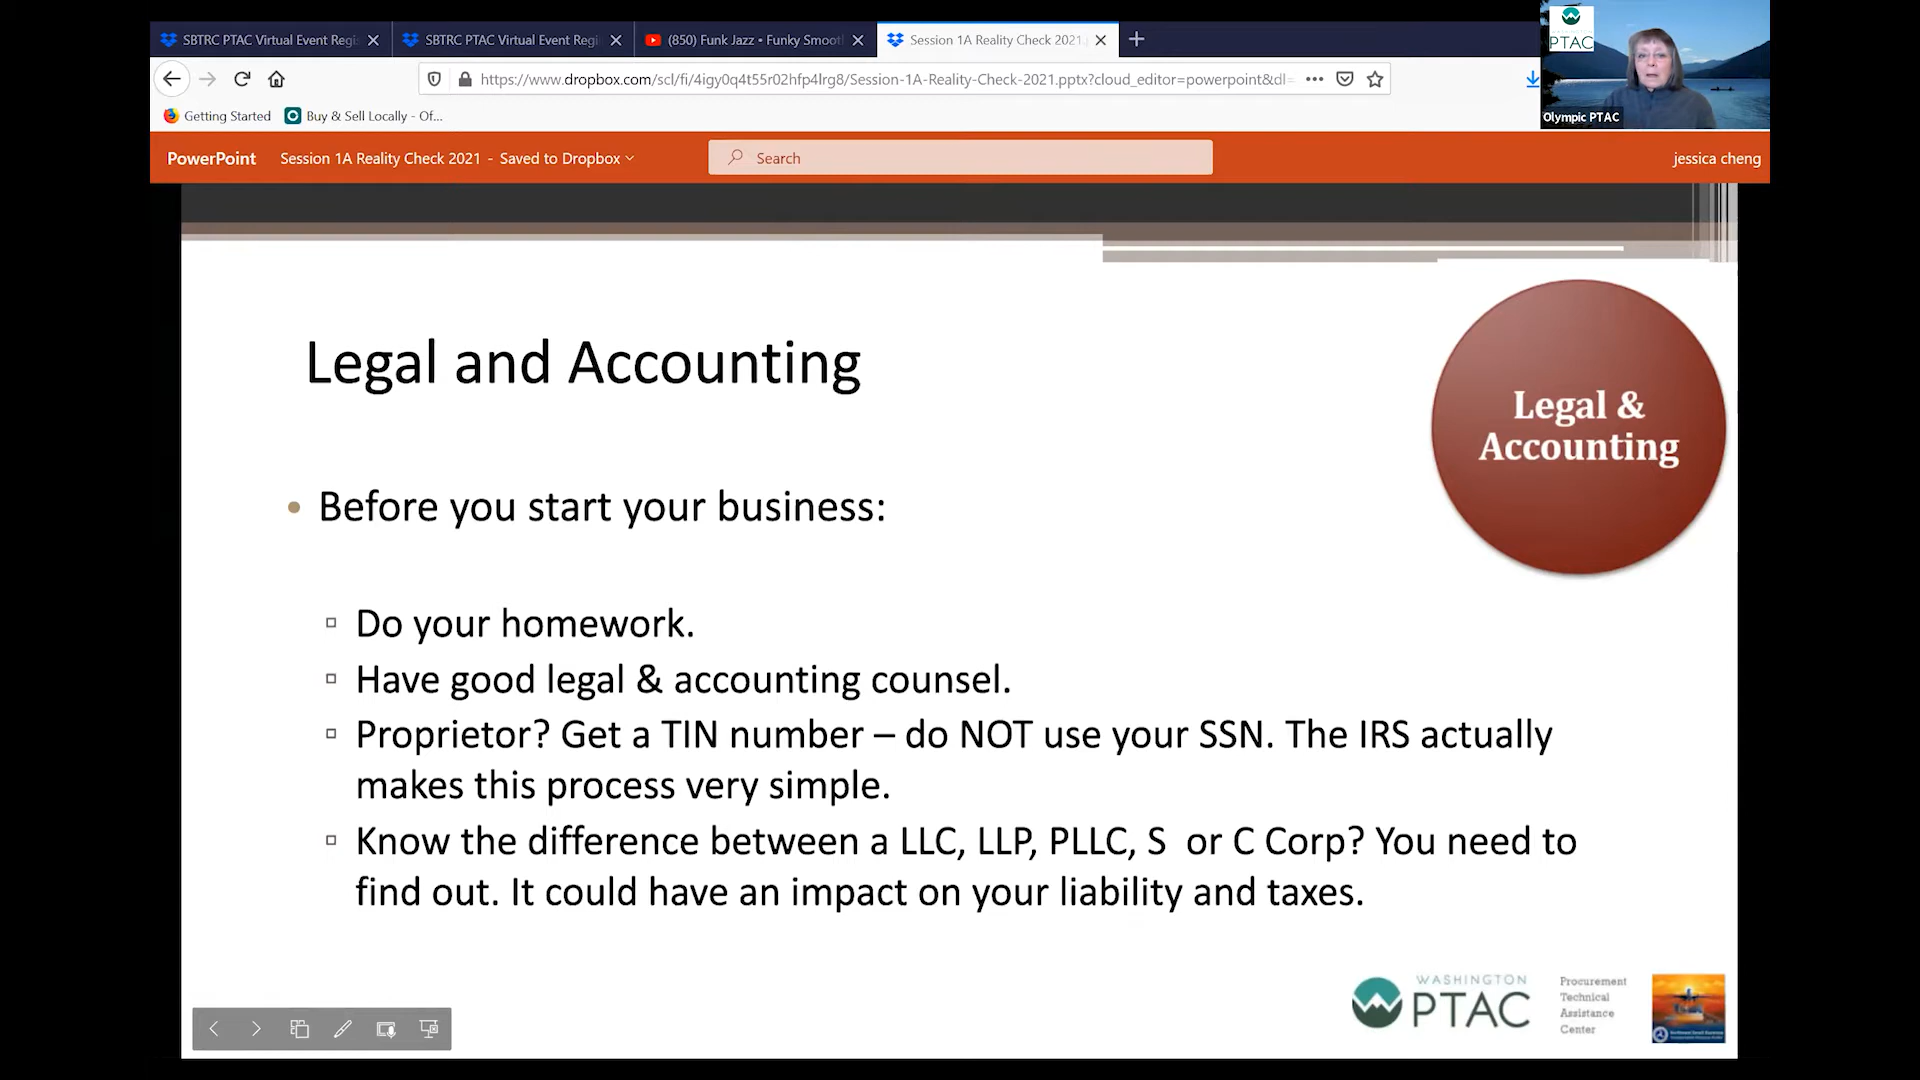 SBTRC PTAC Virtual Event Regi
SBTRC PTAC Virtual Event Regi
(850) Funk Jazz • Funky Smoot
Session 1A Reality Check 2021.
https://www.dropbox.com/scl/fi/4igy0q4t55r02hfp4lrg8/Session-1A-Reality-Check-2021.pptx?cloud_editor=powerpoint&dl=
PTAC
Olympic PTAC
Getting Started
Buy & Sell Locally - Of...
PowerPoint
Session 1A Reality Check 2021 - Saved to Dropbox
Search
jessica cheng
Legal and Accounting
Legal &
Accounting
• Before you start your business:
Do your homework.
Have good legal & accounting counsel.
Proprietor? Get a TIN number – do NOT use your SSN. The IRS actually
makes this process very simple.
Know the difference between a LLC, LLP, PLLC, S or C Corp? You need to
find out. It could have an impact on your liability and taxes.
WASHINGTON
PTAC
Procurement
Technical
Assistance
Center